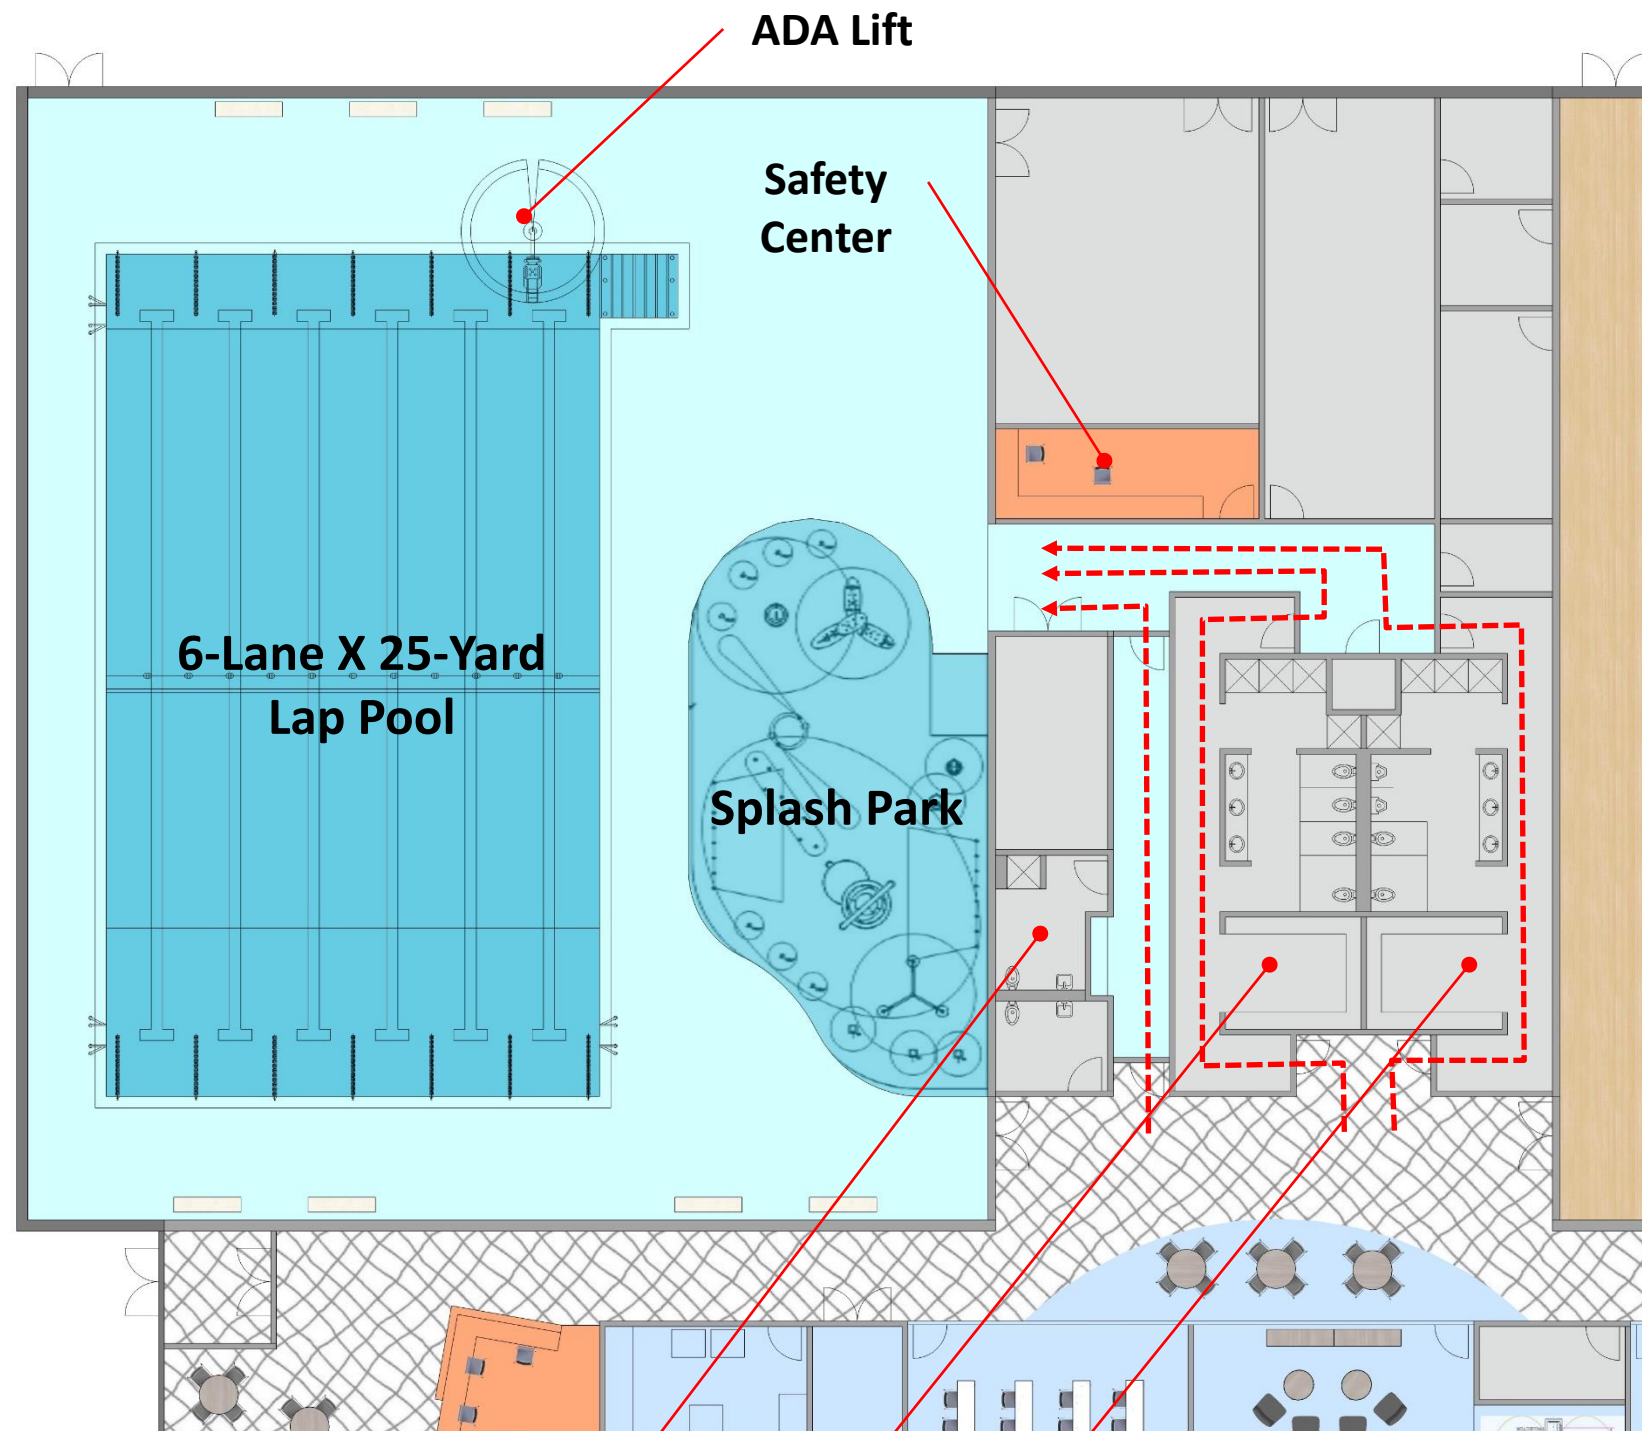 ADA Lift
Safety
Center
6-Lane X 25-Yard
Lap Pool
Splash Park